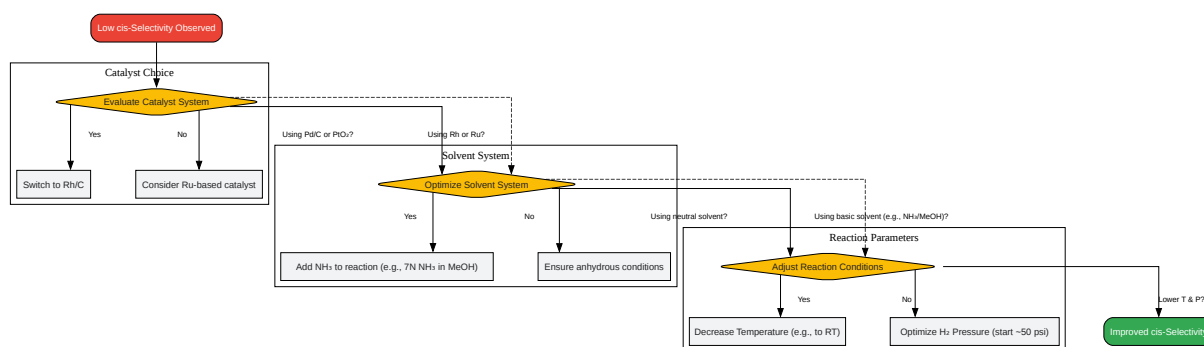 Low cis-Selectivity Observed
Catalyst Choice
Evaluate Catalyst System
Yes
No
Using Pd/C or PtO₂?
Using Rh or Ru?
Switch to Rh/C
Consider Ru-based catalyst
Solvent System
Optimize Solvent System
Yes
No
Using neutral solvent?
Using basic solvent (e.g., NH₃/MeOH)?
Add NH₃ to reaction (e.g., 7N NH₃ in MeOH)
Ensure anhydrous conditions
Reaction Parameters
Adjust Reaction Conditions
Yes
No
Lower T & P?
Decrease Temperature (e.g., to RT)
Optimize H₂ Pressure (start ~50 psi)
Improved cis-Selectivity